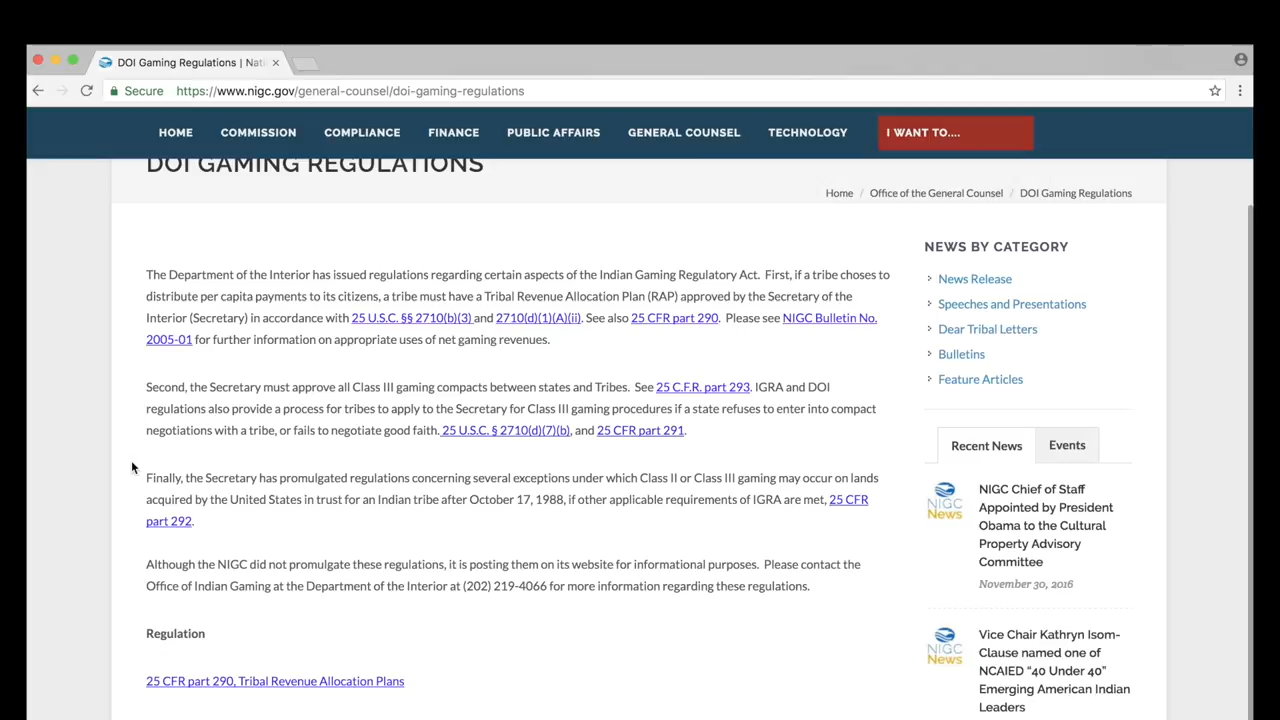 DOI Gaming Regulations | Nati
Secure https://www.nigc.gov/general-counsel/doi-gaming-regulations
HOME COMMISSION COMPLIANCE FINANCE PUBLIC AFFAIRS GENERAL COUNSEL TECHNOLOGY I WANT TO....
DOI GAMING REGULATIONS
Home / Office of the General Counsel / DOI Gaming Regulations
The Department of the Interior has issued regulations regarding certain aspects of the Indian Gaming Regulatory Act. First, if a tribe choses to
distribute per capita payments to its citizens, a tribe must have a Tribal Revenue Allocation Plan (RAP) approved by the Secretary of the
Interior (Secretary) in accordance with 25 U.S.C. §§ 2710(b)(3) and 2710(d)(1)(A)(ii). See also 25 CFR part 290. Please see NIGC Bulletin No.
2005-01 for further information on appropriate uses of net gaming revenues.
Second, the Secretary must approve all Class III gaming compacts between states and Tribes. See 25 C.F.R. part 293. IGRA and DOI
regulations also provide a process for tribes to apply to the Secretary for Class III gaming procedures if a state refuses to enter into compact
negotiations with a tribe, or fails to negotiate good faith. 25 U.S.C. § 2710(d)(7)(b), and 25 CFR part 291.
Finally, the Secretary has promulgated regulations concerning several exceptions under which Class II or Class III gaming may occur on lands
acquired by the United States in trust for an Indian tribe after October 17, 1988, if other applicable requirements of IGRA are met, 25 CFR
part 292.
Although the NIGC did not promulgate these regulations, it is posting them on its website for informational purposes. Please contact the
Office of Indian Gaming at the Department of the Interior at (202) 219-4066 for more information regarding these regulations.
Regulation
25 CFR part 290, Tribal Revenue Allocation Plans
NEWS BY CATEGORY
News Release
Speeches and Presentations
Dear Tribal Letters
Bulletins
Feature Articles
Recent News Events
NIGC News
NIGC Chief of Staff
Appointed by President
Obama to the Cultural
Property Advisory
Committee
November 30, 2016
NIGC News
Vice Chair Kathryn Isom-
Clause named one of
NCAIED “40 Under 40”
Emerging American Indian
Leaders